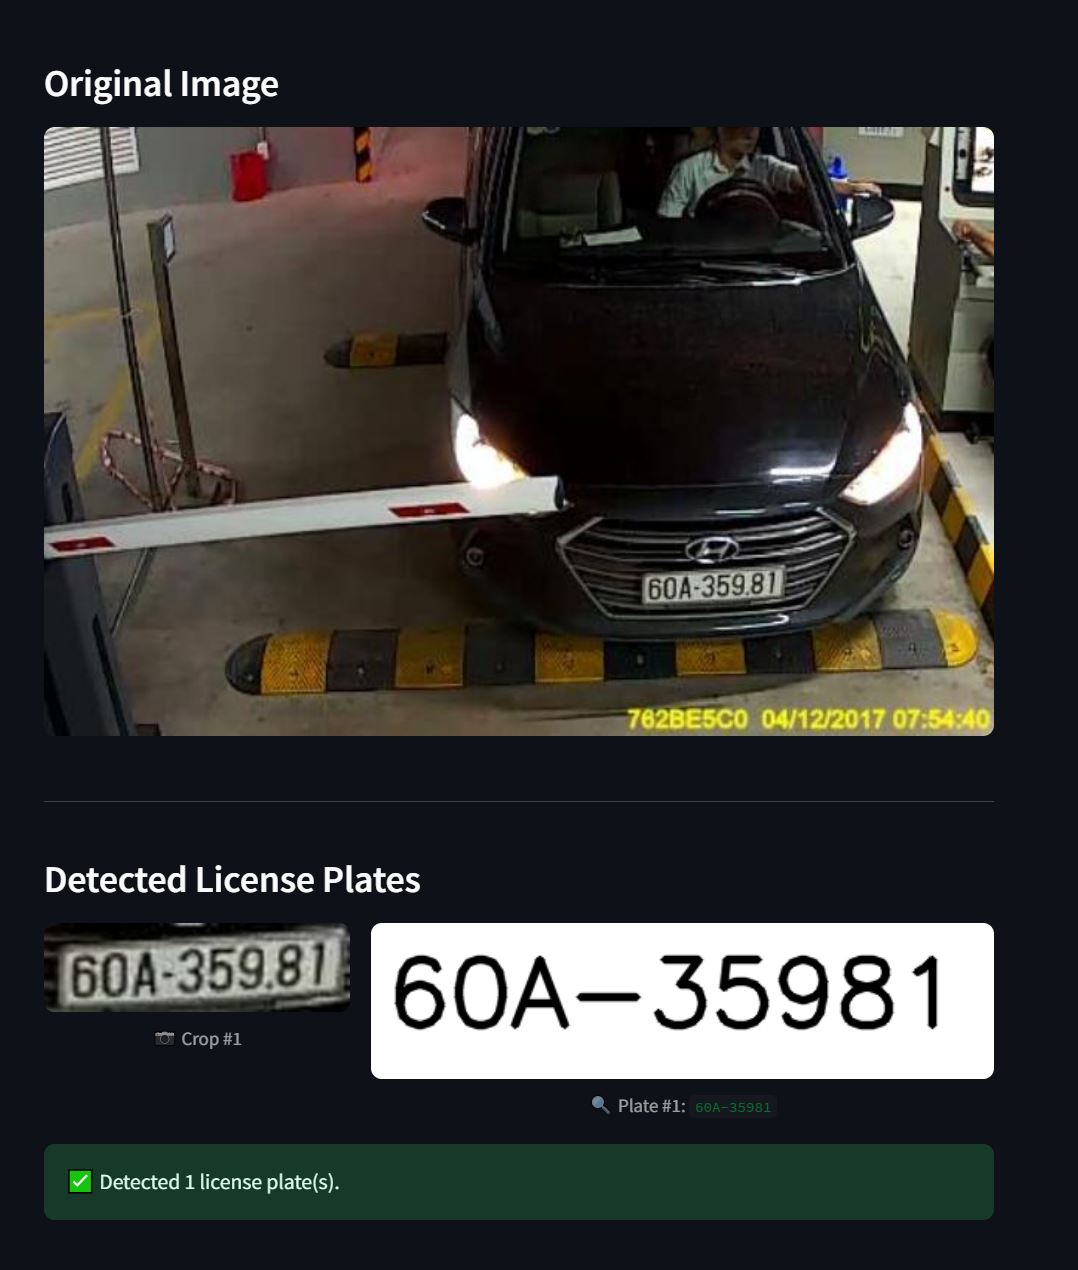 Original Image
60A-359.81
762BE5C0 04/12/2017 07:54:40
Detected License Plates
60A-359.81
60A-35981
Crop #1
Plate #1: 60A-35981
Detected 1 license plate(s).